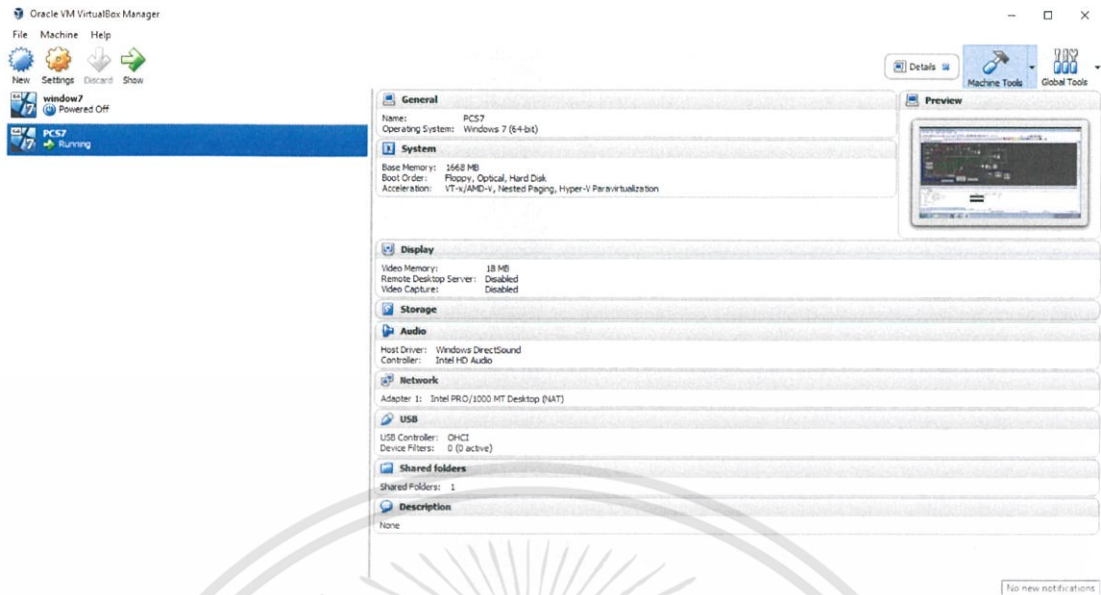 Oracle VM VirtualBox Manager
File Machine Help
New Settings Discard Show
Details
Machine Tools
Global Tools
window7
Powered Off
PCS7
Running
General
Name: PCS7
Operating System: Windows 7 (64-bit)
System
Base Memory: 1668 MB
Boot Order: Floppy, Optical, Hard Disk
Acceleration: VT-x/AMD-V, Nested Paging, Hyper-V Paravirtualization
Preview
Display
Video Memory: 18 MB
Remote Desktop Server: Disabled
Video Capture: Disabled
Storage
Audio
Host Driver: Windows DirectSound
Controller: Intel HD Audio
Network
Adapter 1: Intel PRO/1000 MT Desktop (NAT)
USB
USB Controller: OHCI
Device Filters: 0 (0 active)
Shared folders
Shared Folders: 1
Description
None
No new notifications